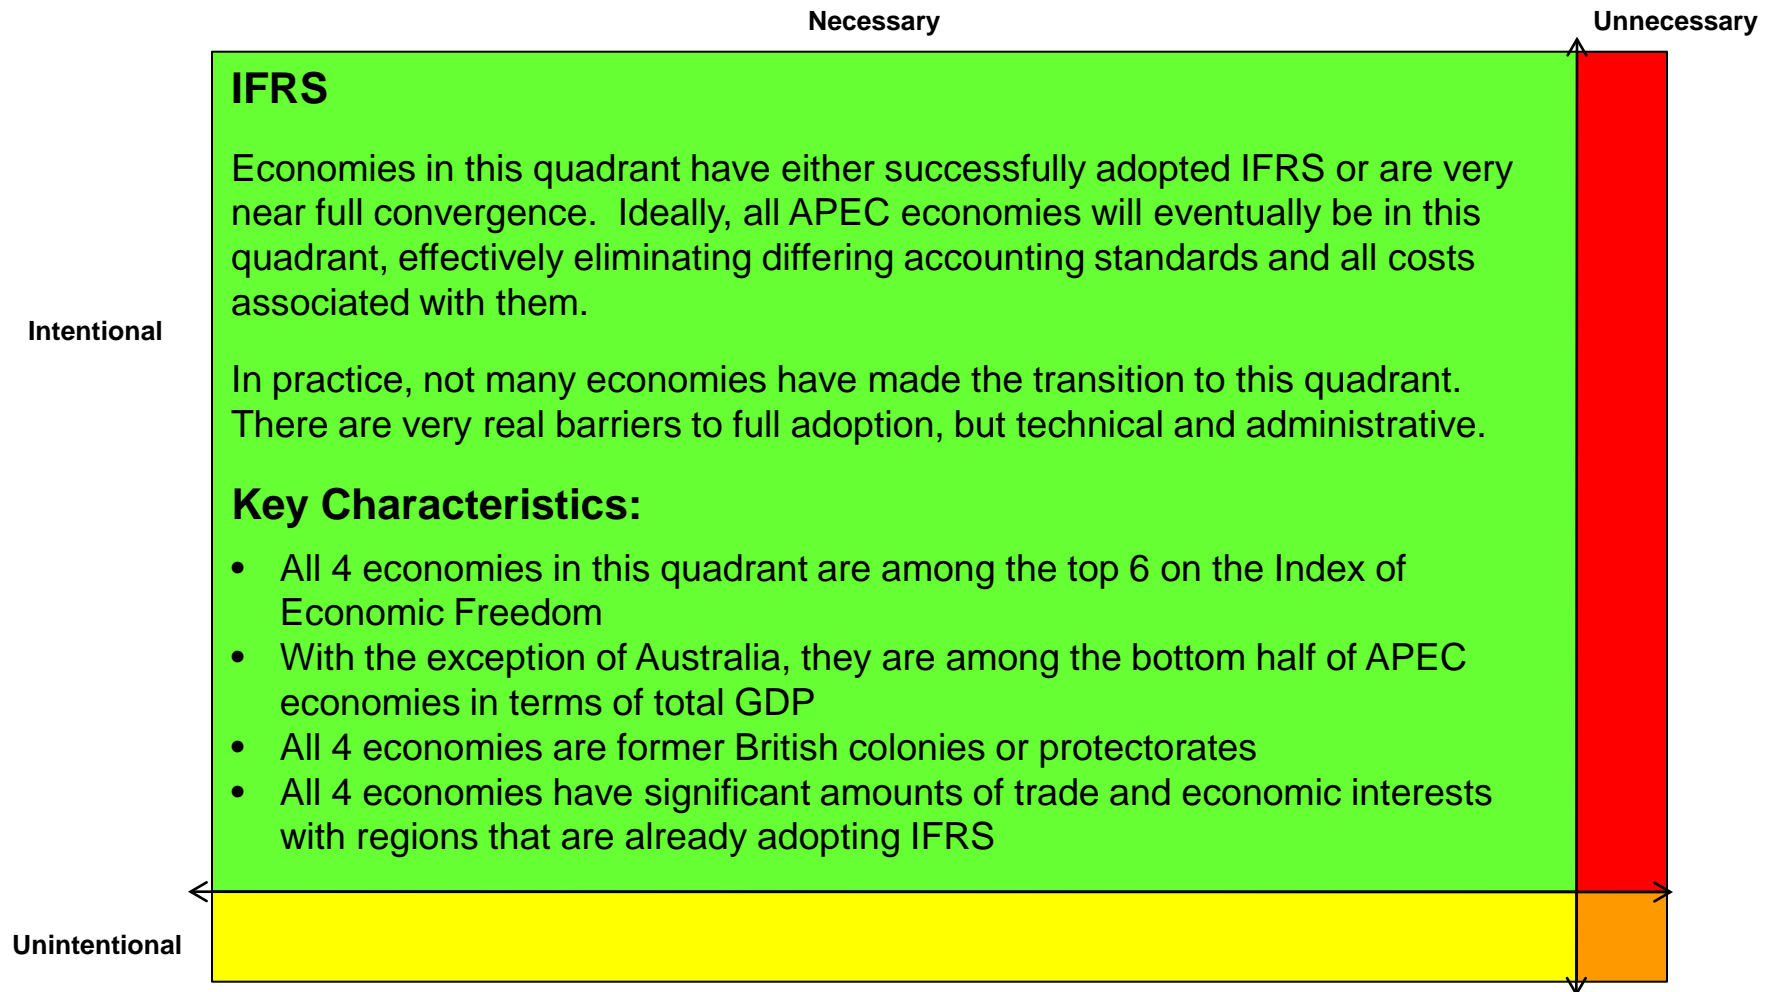 Necessary
Unnecessary
IFRS
Economies in this quadrant have either successfully adopted IFRS or are very
near full convergence.  Ideally, all APEC economies will eventually be in this
quadrant, effectively eliminating differing accounting standards and all costs
associated with them.
Intentional
In practice, not many economies have made the transition to this quadrant.
There are very real barriers to full adoption, but technical and administrative.
Key Characteristics:
• All 4 economies in this quadrant are among the top 6 on the Index of
Economic Freedom
• With the exception of Australia, they are among the bottom half of APEC
economies in terms of total GDP
• All 4 economies are former British colonies or protectorates
• All 4 economies have significant amounts of trade and economic interests
with regions that are already adopting IFRS
Unintentional